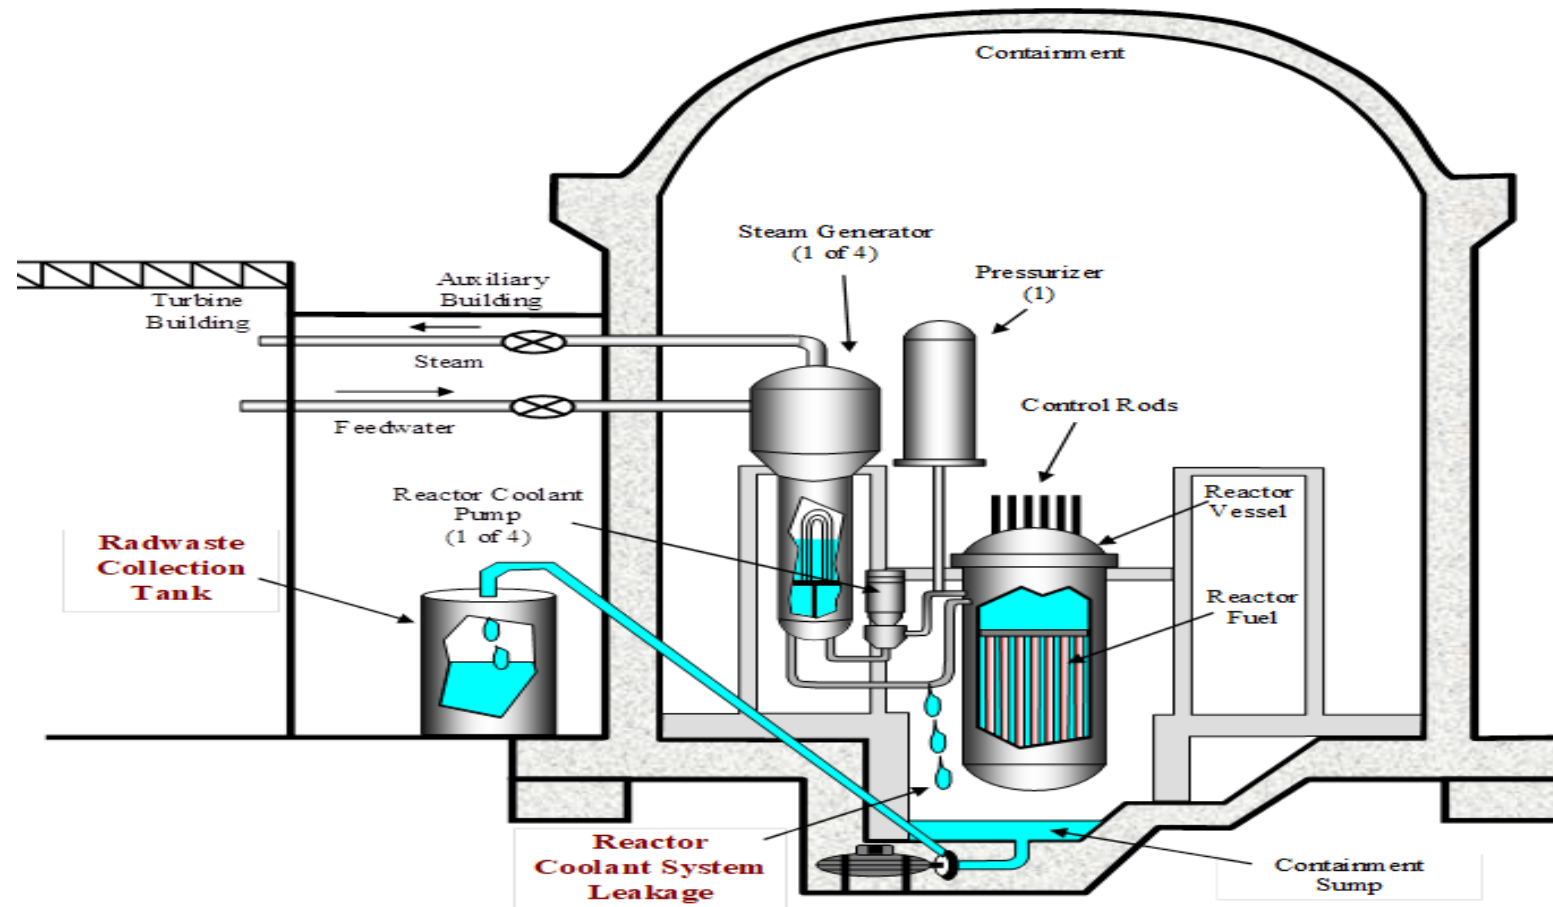 Containment
Steam Generator
(1 of 4)
Pressurizer
(1)
Auxiliary
Building
Turbine
Building
Steam
Feedwater
Control Rods
Reactor Coolant
Pump
(1 of 4)
Reactor
Vessel
Radwaste
Collection
Tank
Reactor
Fuel
Reactor
Coolant System
Leakage
Containment
Sump